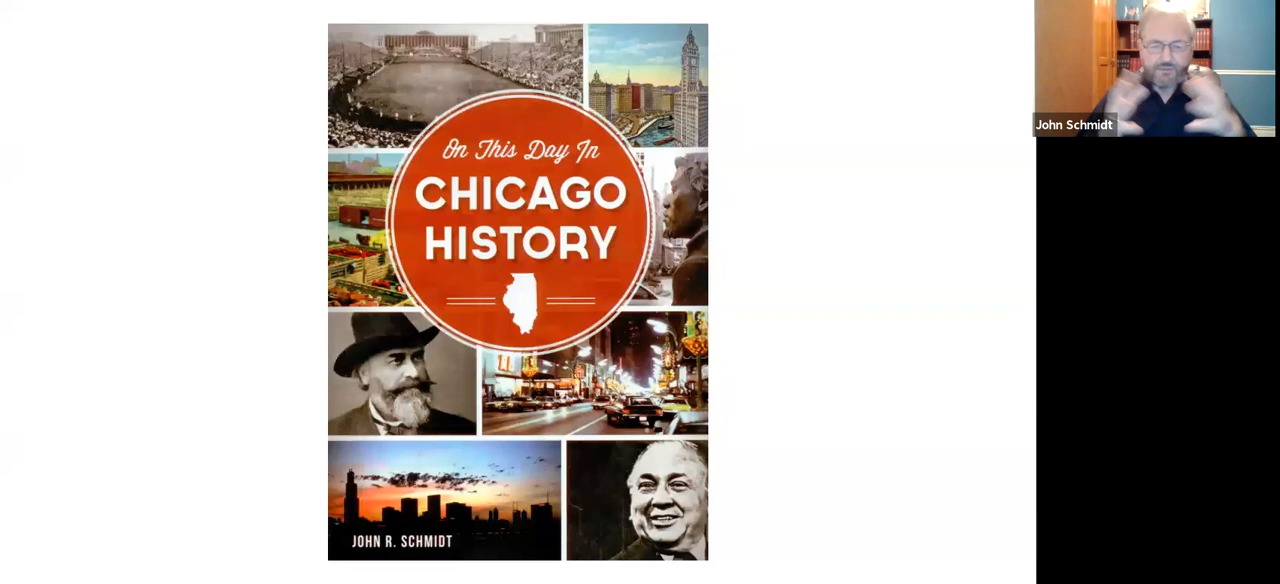 On This Day In
CHICAGO
HISTORY
JOHN R. SCHMIDT
John Schmidt